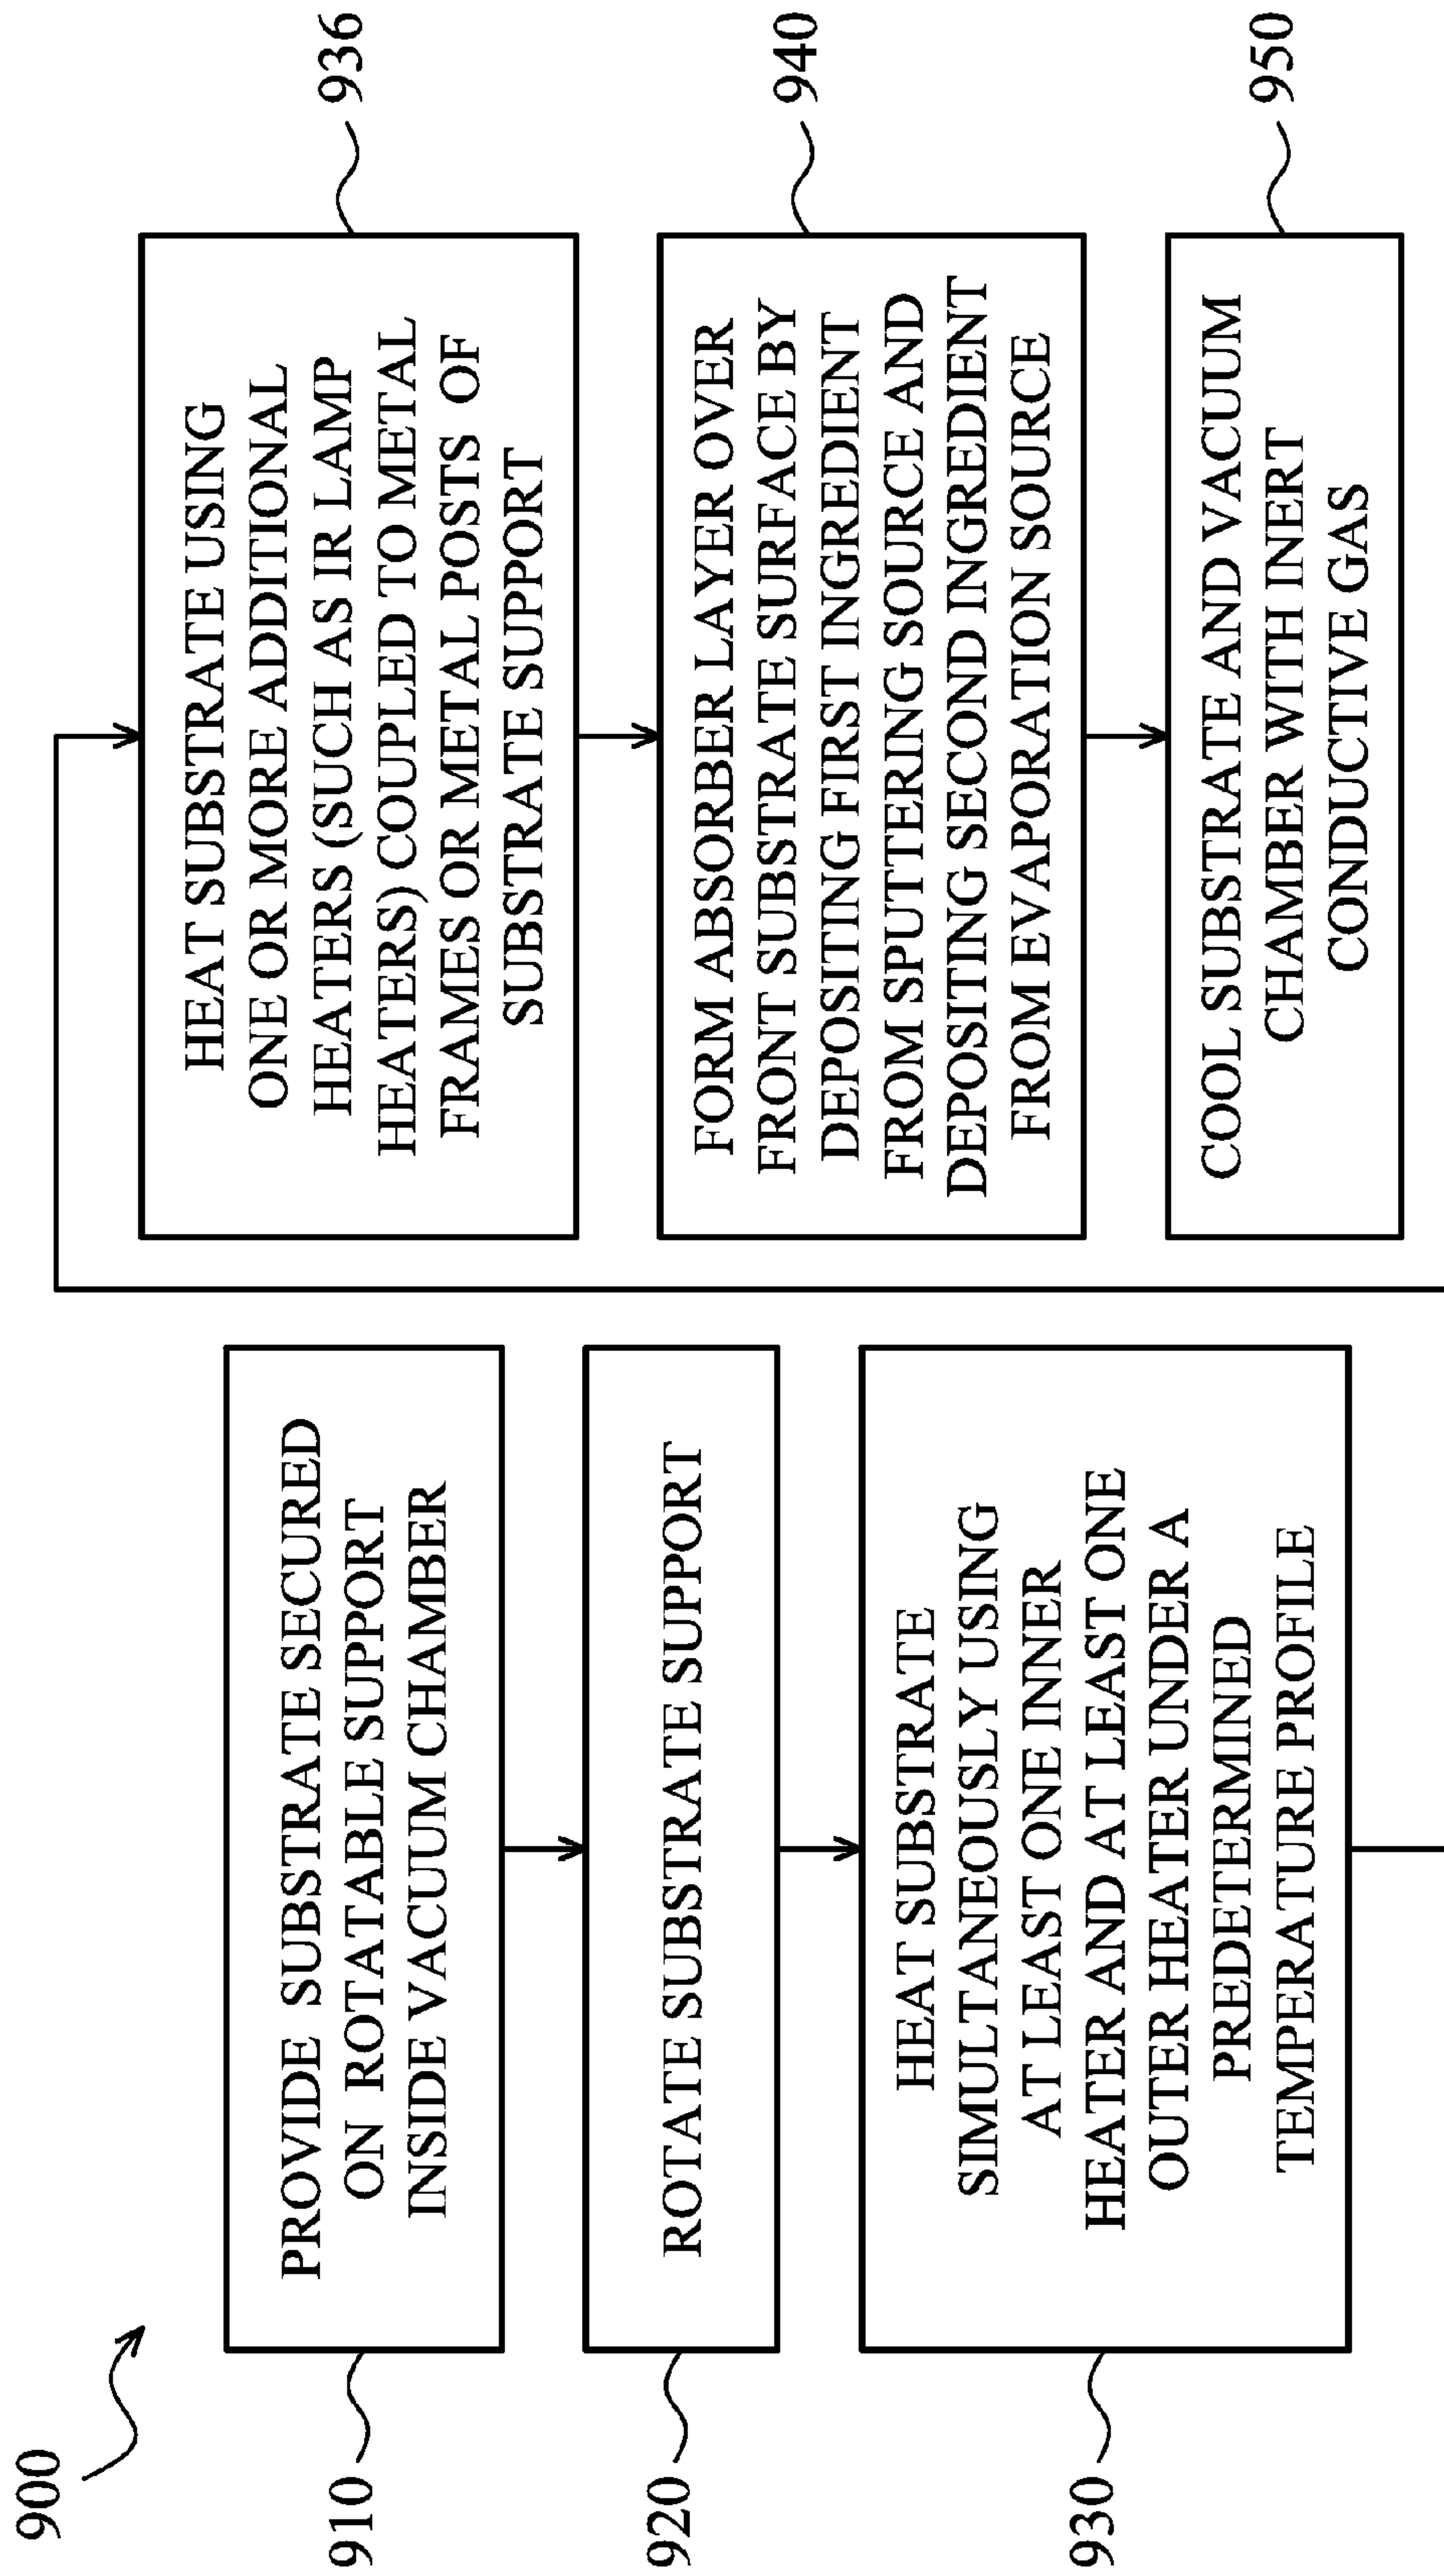 900
910
PROVIDE SUBSTRATE SECURED
ON ROTATABLE SUPPORT
INSIDE VACUUM CHAMBER
920
ROTATE SUBSTRATE SUPPORT
930
HEAT SUBSTRATE
SIMULTANEOUSLY USING
AT LEAST ONE INNER
HEATER AND AT LEAST ONE
OUTER HEATER UNDER A
PREDETERMINED
TEMPERATURE PROFILE
HEAT SUBSTRATE USING
ONE OR MORE ADDITIONAL
HEATERS (SUCH AS IR LAMP
HEATERS) COUPLED TO METAL
FRAMES OR METAL POSTS OF
SUBSTRATE SUPPORT
936
FORM ABSORBER LAYER OVER
FRONT SUBSTRATE SURFACE BY
DEPOSITING FIRST INGREDIENT
FROM SPUTTERING SOURCE AND
DEPOSITING SECOND INGREDIENT
FROM EVAPORATION SOURCE
940
COOL SUBSTRATE AND VACUUM
CHAMBER WITH INERT
CONDUCTIVE GAS
950